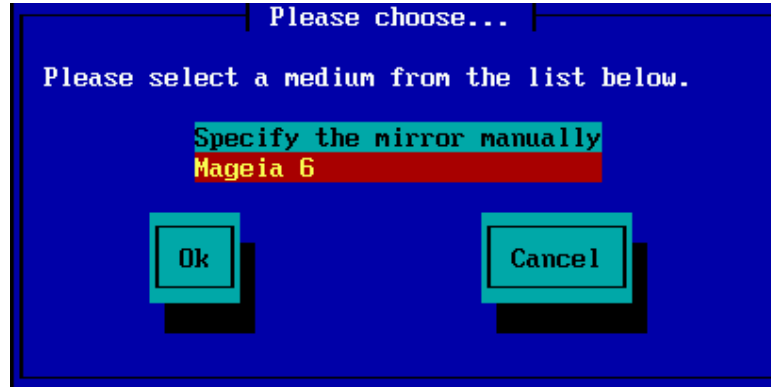 Please choose...
Please select a medium from the list below.
Specify the mirror manually
Mageia 6
Ok Cancel